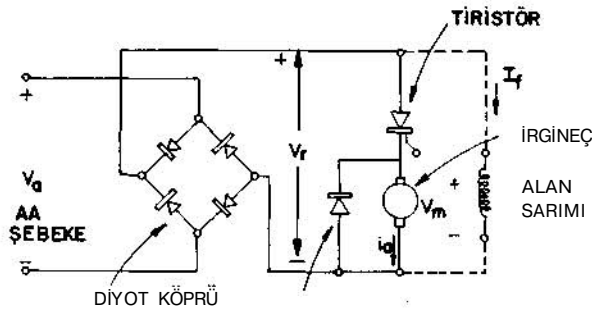 TİRİSTÖR
+
I_f
+
V_r
İRGİNEÇ
V_a
+
ALAN
AA
V_m
SARIMI
ŞEBEKE
−
−
i_a
−
DİYOT KÖPRÜ